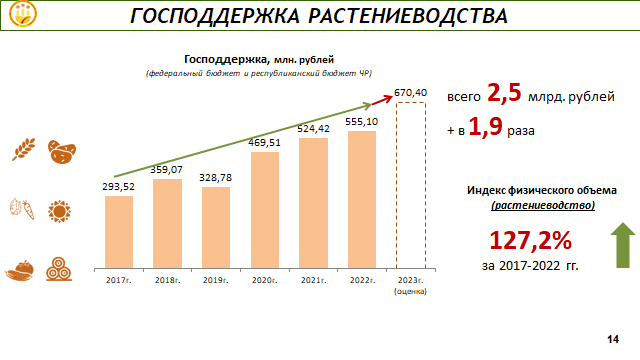 ГОСПОДДЕРЖКА РАСТЕНИЕВОДСТВА
Господдержка, млн. рублей
(федеральный бюджет и республиканский бюджет ЧР)
293,52
359,07
328,78
469,51
524,42
555,10
670,40
2017г.
2018г.
2019г.
2020г.
2021г.
2022г.
2023г.
(оценка)
всего 2,5 млрд. рублей
+ в 1,9 раза
Индекс физического объема
(растениеводство)
127,2%
за 2017-2022 гг.
14